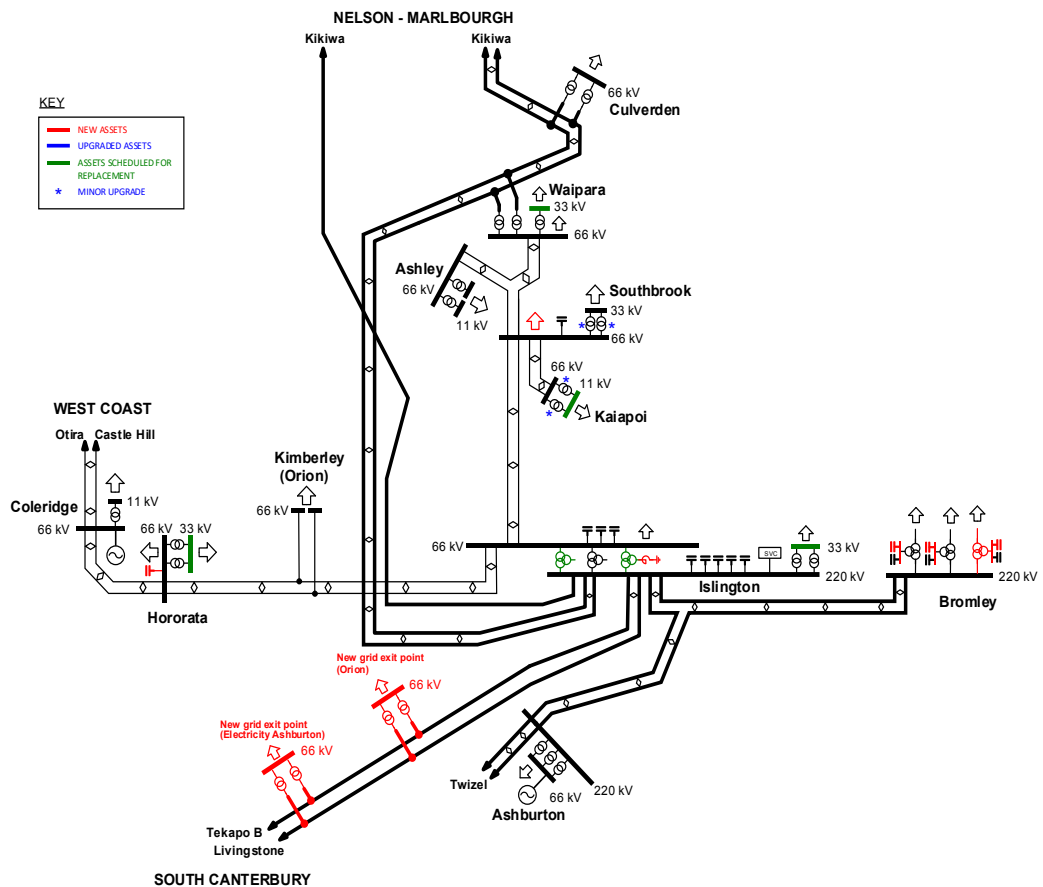 NELSON - MARLBOURGH
Kikiwa
Kikiwa
66 kV
Culverden
KEY
NEW ASSETS
UPGRADED ASSETS
ASSETS SCHEDULED FOR
REPLACEMENT
* MINOR UPGRADE
Waipara
33 kV
66 kV
Ashley
66 kV
11 kV
Southbrook
33 kV
* *
66 kV
66 kV
*
11 kV
*
Kaiapoi
WEST COAST
Otira Castle Hill
Kimberley
(Orion)
66 kV
Coleridge
11 kV
66 kV
66 kV 33 kV
Hororata
66 kV
SVC
33 kV
220 kV
Islington
220 kV
Bromley
New grid exit point
(Orion)
66 kV
New grid exit point
(Electricity Ashburton)
66 kV
Twizel
66 kV
220 kV
Ashburton
Tekapo B
Livingstone
SOUTH CANTERBURY